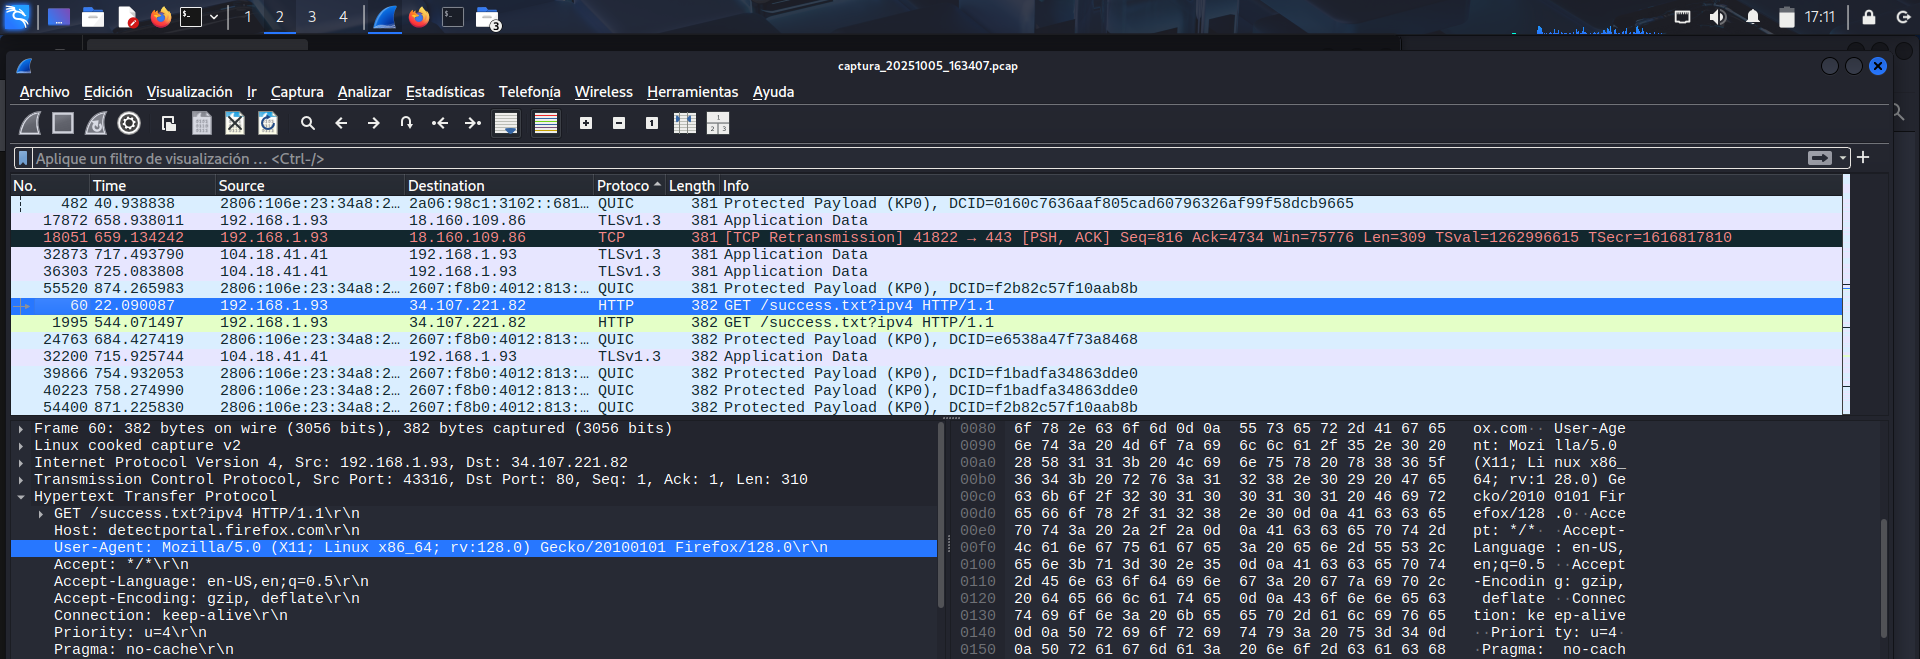 1 2 3 4 3 17:11
captura_20251005_163407.pcap
Archivo Edición Visualización Ir Captura Analizar Estadísticas Telefonía Wireless Herramientas Ayuda
Aplique un filtro de visualización … <Ctrl-/>
No. Time Source Destination Protoco Length Info
482 40.938838 2806:106e:23:34a8:2… 2a06:98c1:3102::681… QUIC 381 Protected Payload (KP0), DCID=0160c7636aaf805cad60796326af99f58dcb9665
17872 658.938011 192.168.1.93 18.160.109.86 TLSv1.3 381 Application Data
18051 659.134242 192.168.1.93 18.160.109.86 TCP 381 [TCP Retransmission] 41822 → 443 [PSH, ACK] Seq=816 Ack=4734 Win=75776 Len=309 TSval=1262996615 TSecr=1616817810
32873 717.493790 104.18.41.41 192.168.1.93 TLSv1.3 381 Application Data
36303 725.083808 104.18.41.41 192.168.1.93 TLSv1.3 381 Application Data
55520 874.265983 2806:106e:23:34a8:2… 2607:f8b0:4012:813:… QUIC 381 Protected Payload (KP0), DCID=f2b82c57f10aab8b
60 22.090087 192.168.1.93 34.107.221.82 HTTP 382 GET /success.txt?ipv4 HTTP/1.1
1995 544.071497 192.168.1.93 34.107.221.82 HTTP 382 GET /success.txt?ipv4 HTTP/1.1
24763 684.427419 2806:106e:23:34a8:2… 2607:f8b0:4012:813:… QUIC 382 Protected Payload (KP0), DCID=e6538a47f73a8468
32200 715.925744 104.18.41.41 192.168.1.93 TLSv1.3 382 Application Data
39866 754.932053 2806:106e:23:34a8:2… 2607:f8b0:4012:813:… QUIC 382 Protected Payload (KP0), DCID=f1badfa34863dde0
40223 758.274990 2806:106e:23:34a8:2… 2607:f8b0:4012:813:… QUIC 382 Protected Payload (KP0), DCID=f1badfa34863dde0
54400 871.225830 2806:106e:23:34a8:2… 2607:f8b0:4012:813:… QUIC 382 Protected Payload (KP0), DCID=f2b82c57f10aab8b
Frame 60: 382 bytes on wire (3056 bits), 382 bytes captured (3056 bits)
Linux cooked capture v2
Internet Protocol Version 4, Src: 192.168.1.93, Dst: 34.107.221.82
Transmission Control Protocol, Src Port: 43316, Dst Port: 80, Seq: 1, Ack: 1, Len: 310
Hypertext Transfer Protocol
GET /success.txt?ipv4 HTTP/1.1\r\n
Host: detectportal.firefox.com\r\n
User-Agent: Mozilla/5.0 (X11; Linux x86_64; rv:128.0) Gecko/20100101 Firefox/128.0\r\n
Accept: */*\r\n
Accept-Language: en-US,en;q=0.5\r\n
Accept-Encoding: gzip, deflate\r\n
Connection: keep-alive\r\n
Priority: u=4\r\n
Pragma: no-cache\r\n
0080 6f 78 2e 63 6f 6d 0d 0a 55 73 65 72 2d 41 67 65 ox.com·· User-Age
0090 6e 74 3a 20 4d 6f 7a 69 6c 6c 61 2f 35 2e 30 20 nt: Mozi lla/5.0
00a0 28 58 31 31 3b 20 4c 69 6e 75 78 20 78 38 36 5f (X11; Li nux x86_
00b0 36 34 3b 20 72 76 3a 31 32 38 2e 30 29 20 47 65 64; rv:1 28.0) Ge
00c0 63 6b 6f 2f 32 30 31 30 30 31 30 31 20 46 69 72 cko/2010 0101 Fir
00d0 65 66 6f 78 2f 31 32 38 2e 30 0d 0a 41 63 63 65 efox/128 .0··Acce
00e0 70 74 3a 20 2a 2f 2a 0d 0a 41 63 63 65 70 74 2d pt: */*· ·Accept-
00f0 4c 61 6e 67 75 61 67 65 3a 20 65 6e 2d 55 53 2c Language : en-US,
0100 65 6e 3b 71 3d 30 2e 35 0d 0a 41 63 63 65 70 74 en;q=0.5 ··Accept
0110 2d 45 6e 63 6f 64 69 6e 67 3a 20 67 7a 69 70 2c -Encodin g: gzip,
0120 20 64 65 66 6c 61 74 65 0d 0a 43 6f 6e 6e 65 63 deflate ··Connec
0130 74 69 6f 6e 3a 20 6b 65 65 70 2d 61 6c 69 76 65 tion: ke ep-alive
0140 0d 0a 50 72 69 6f 72 69 74 79 3a 20 75 3d 34 0d ··Priori ty: u=4·
0150 0a 50 72 61 67 6d 61 3a 20 6e 6f 2d 63 61 63 68 ·Pragma: no-cach